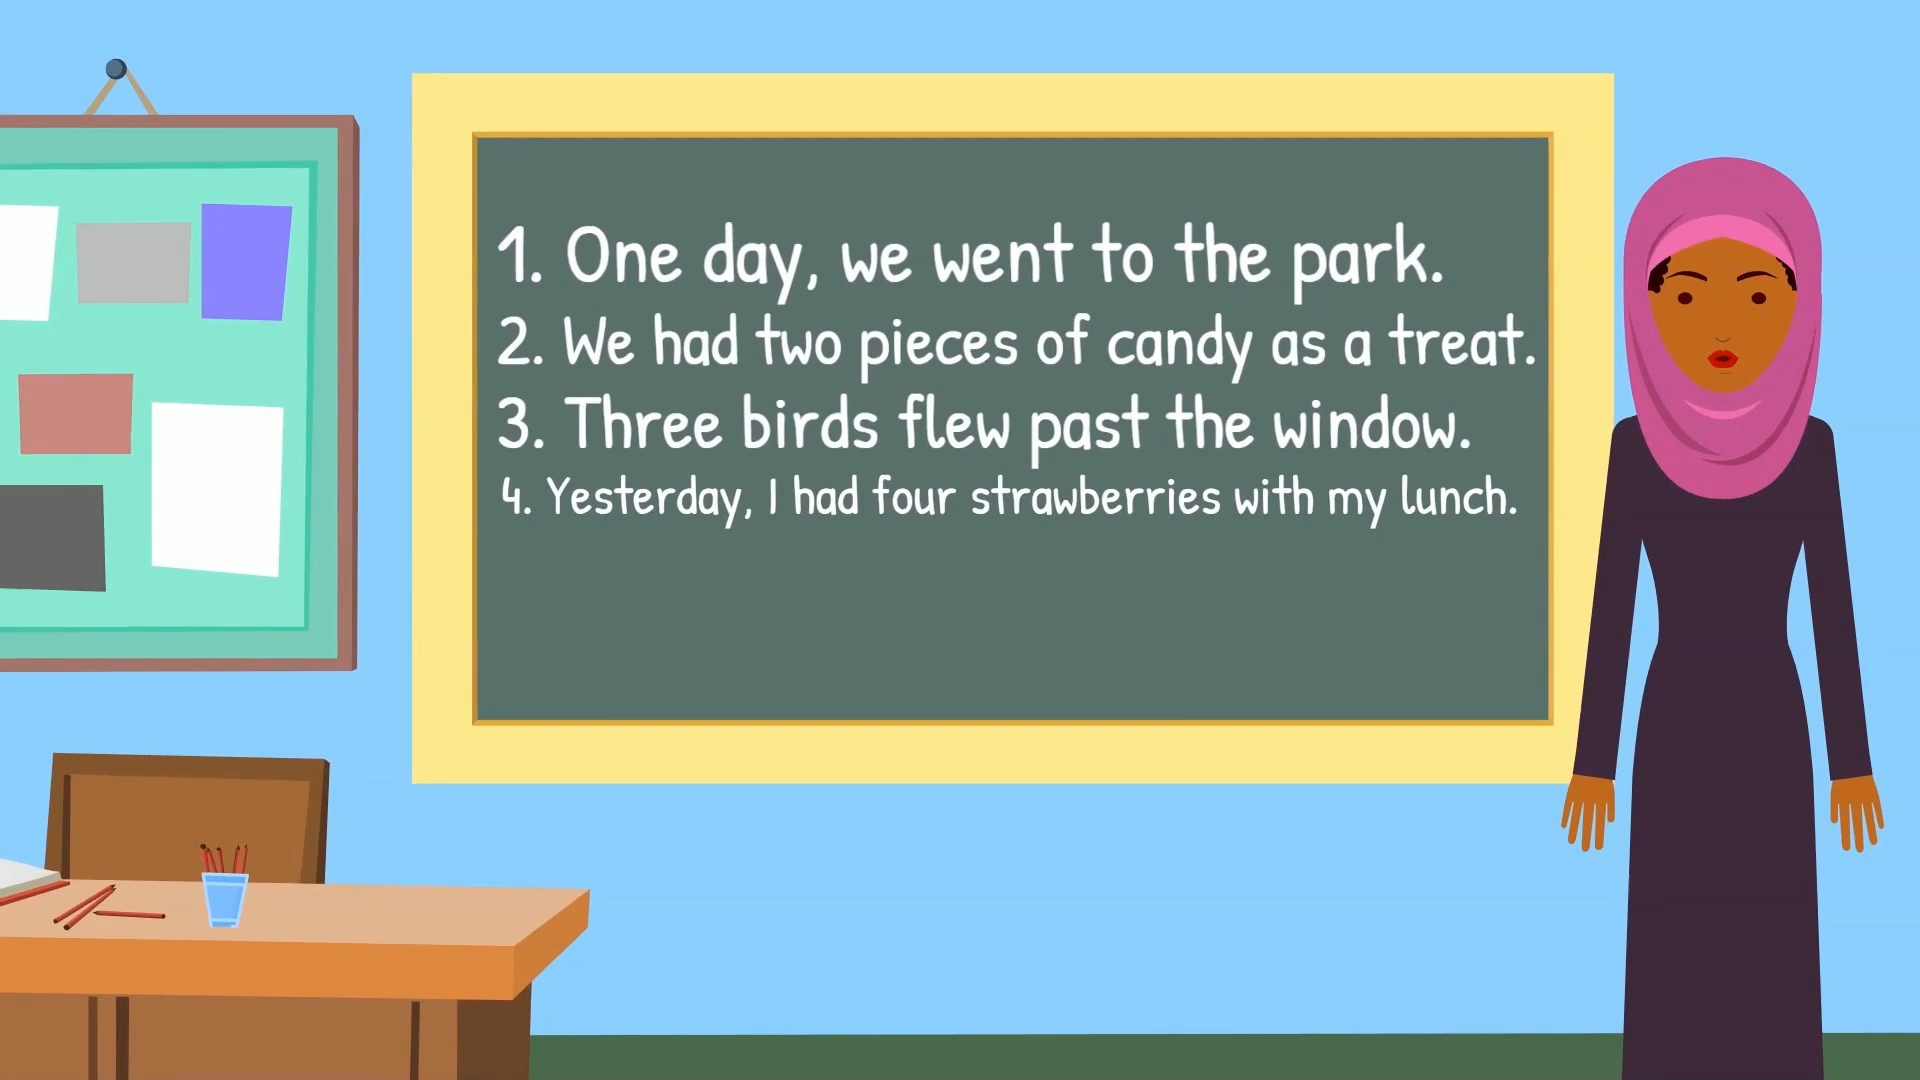 1. One day, we went to the park.
2. We had two pieces of candy as a treat.
3. Three birds flew past the window.
4. Yesterday, I had four strawberries with my lunch.